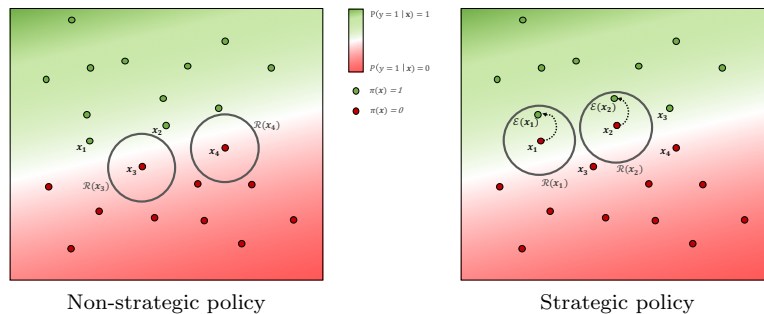 P(y = 1 | x) = 1
P(y = 1 | x) = 0
π(x) = 1
π(x) = 0
x₁
x₂
x₃
x₄
R(x₃)
R(x₄)
Non-strategic policy
E(x₁)
E(x₂)
x₁
x₂
x₃
x₃
x₄
R(x₁)
R(x₂)
Strategic policy